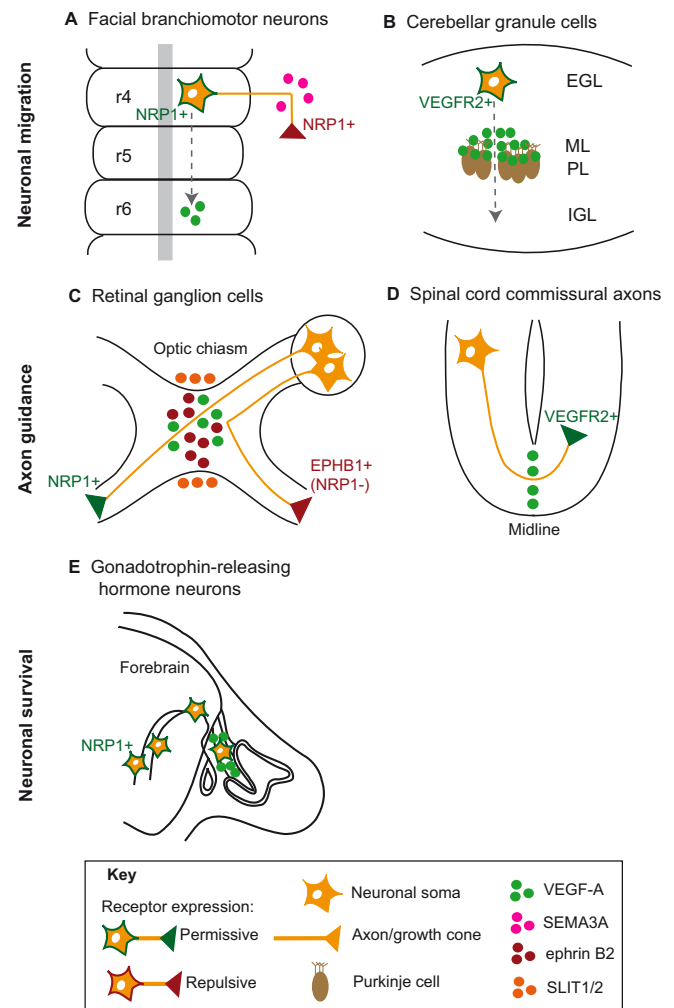 Neuronal migration
A Facial branchiomotor neurons
r4
NRP1+
NRP1+
r5
r6
B Cerebellar granule cells
VEGFR2+
EGL
ML
PL
IGL
Axon guidance
C Retinal ganglion cells
Optic chiasm
NRP1+
EPHB1+
(NRP1-)
D Spinal cord commissural axons
VEGFR2+
Midline
Neuronal survival
E Gonadotrophin-releasing
hormone neurons
Forebrain
NRP1+
Key
Receptor expression:
Permissive
Repulsive
Neuronal soma
Axon/growth cone
Purkinje cell
VEGF-A
SEMA3A
ephrin B2
SLIT1/2